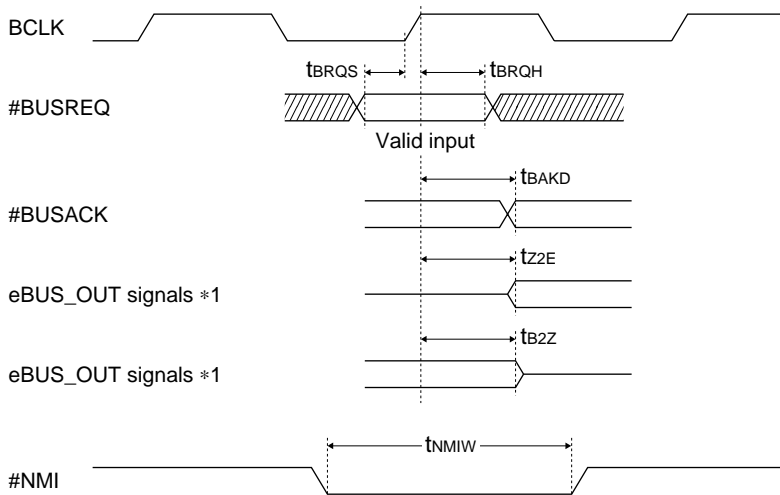 BCLK
tBRQS
tBRQH
#BUSREQ
Valid input
tBAKD
#BUSACK
tZ2E
eBUS_OUT signals *1
tB2Z
eBUS_OUT signals *1
tNMIW
#NMI